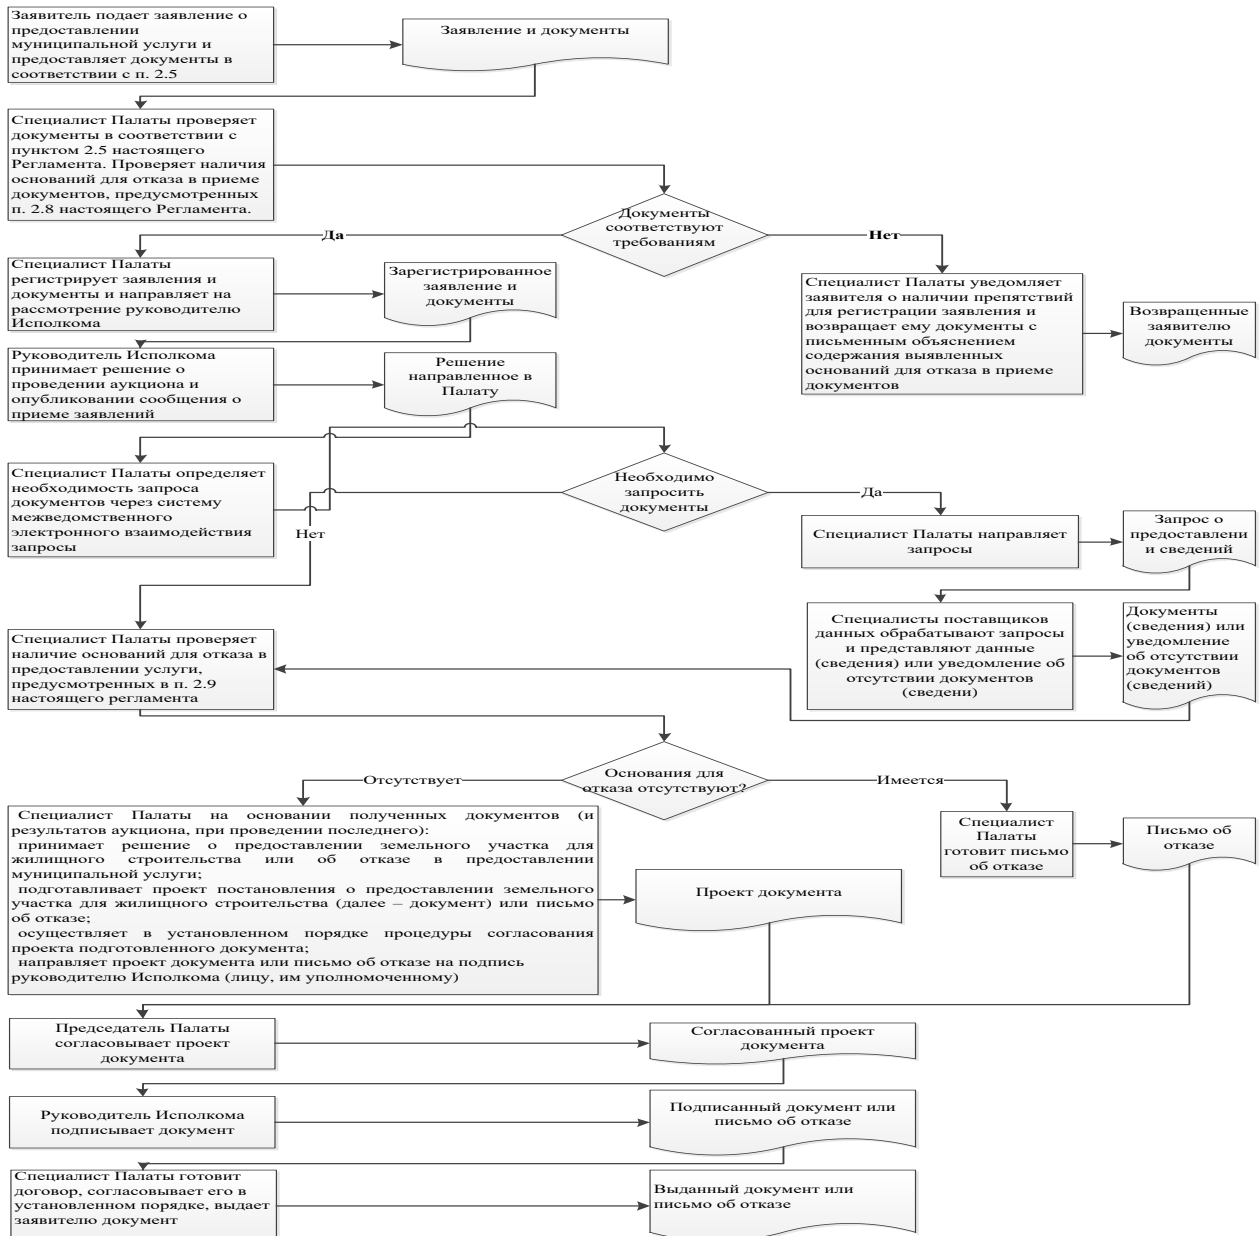 Заявитель подает заявление о
предоставлении
муниципальной услуги и
предоставляет документы в
соответствии с п. 2.5
Заявление и документы
Специалист Палаты проверяет
документы в соответствии с
пунктом 2.5 настоящего
Регламента. Проверяет наличия
оснований для отказа в приеме
документов, предусмотренных
п. 2.8 настоящего Регламента.
Документы
соответствуют
требованиям
Да
Нет
Специалист Палаты
регистрирует заявления и
документы и направляет на
рассмотрение руководителю
Исполкома
Зарегистрированное
заявление и
документы
Специалист Палаты уведомляет
заявителя о наличии препятствий
для регистрации заявления и
возвращает ему документы с
письменным объяснением
содержания выявленных
оснований для отказа в приеме
документов
Возвращенные
заявителю
документы
Руководитель Исполкома
принимает решение о
проведении аукциона и
опубликовании сообщения о
приеме заявлений
Решение
направленное в
Палату
Специалист Палаты определяет
необходимость запроса
документов через систему
межведомственного
электронного взаимодействия
запросы
Необходимо
запросить
документы
Да
Нет
Специалист Палаты направляет
запросы
Запрос о
предоставлени
и сведений
Специалисты поставщиков
данных обрабатывают запросы
и представляют данные
(сведения) или уведомление об
отсутствии документов
(сведени)
Документы
(сведения) или
уведомление
об отсутствии
документов
(сведений)
Специалист Палаты проверяет
наличие оснований для отказа в
предоставлении услуги,
предусмотренных в п. 2.9
настоящего регламента
Основания для
отказа отсутствуют?
Отсутствует
Имеется
Специалист Палаты на основании полученных документов (и
результатов аукциона, при проведении последнего):
принимает решение о предоставлении земельного участка для
жилищного строительства или об отказе в предоставлении
муниципальной услуги;
подготавливает проект постановления о предоставлении земельного
участка для жилищного строительства (далее – документ) или письмо
об отказе;
осуществляет в установленном порядке процедуры согласования
проекта подготовленного документа;
направляет проект документа или письмо об отказе на подпись
руководителю Исполкома (лицу, им уполномоченному)
Проект документа
Специалист
Палаты
готовит письмо
об отказе
Письмо об
отказе
Председатель Палаты
согласовывает проект
документа
Согласованный проект
документа
Руководитель Исполкома
подписывает документ
Подписанный документ или
письмо об отказе
Специалист Палаты готовит
договор, согласовывает его в
установленном порядке, выдает
заявителю документ
Выданный документ или
письмо об отказе